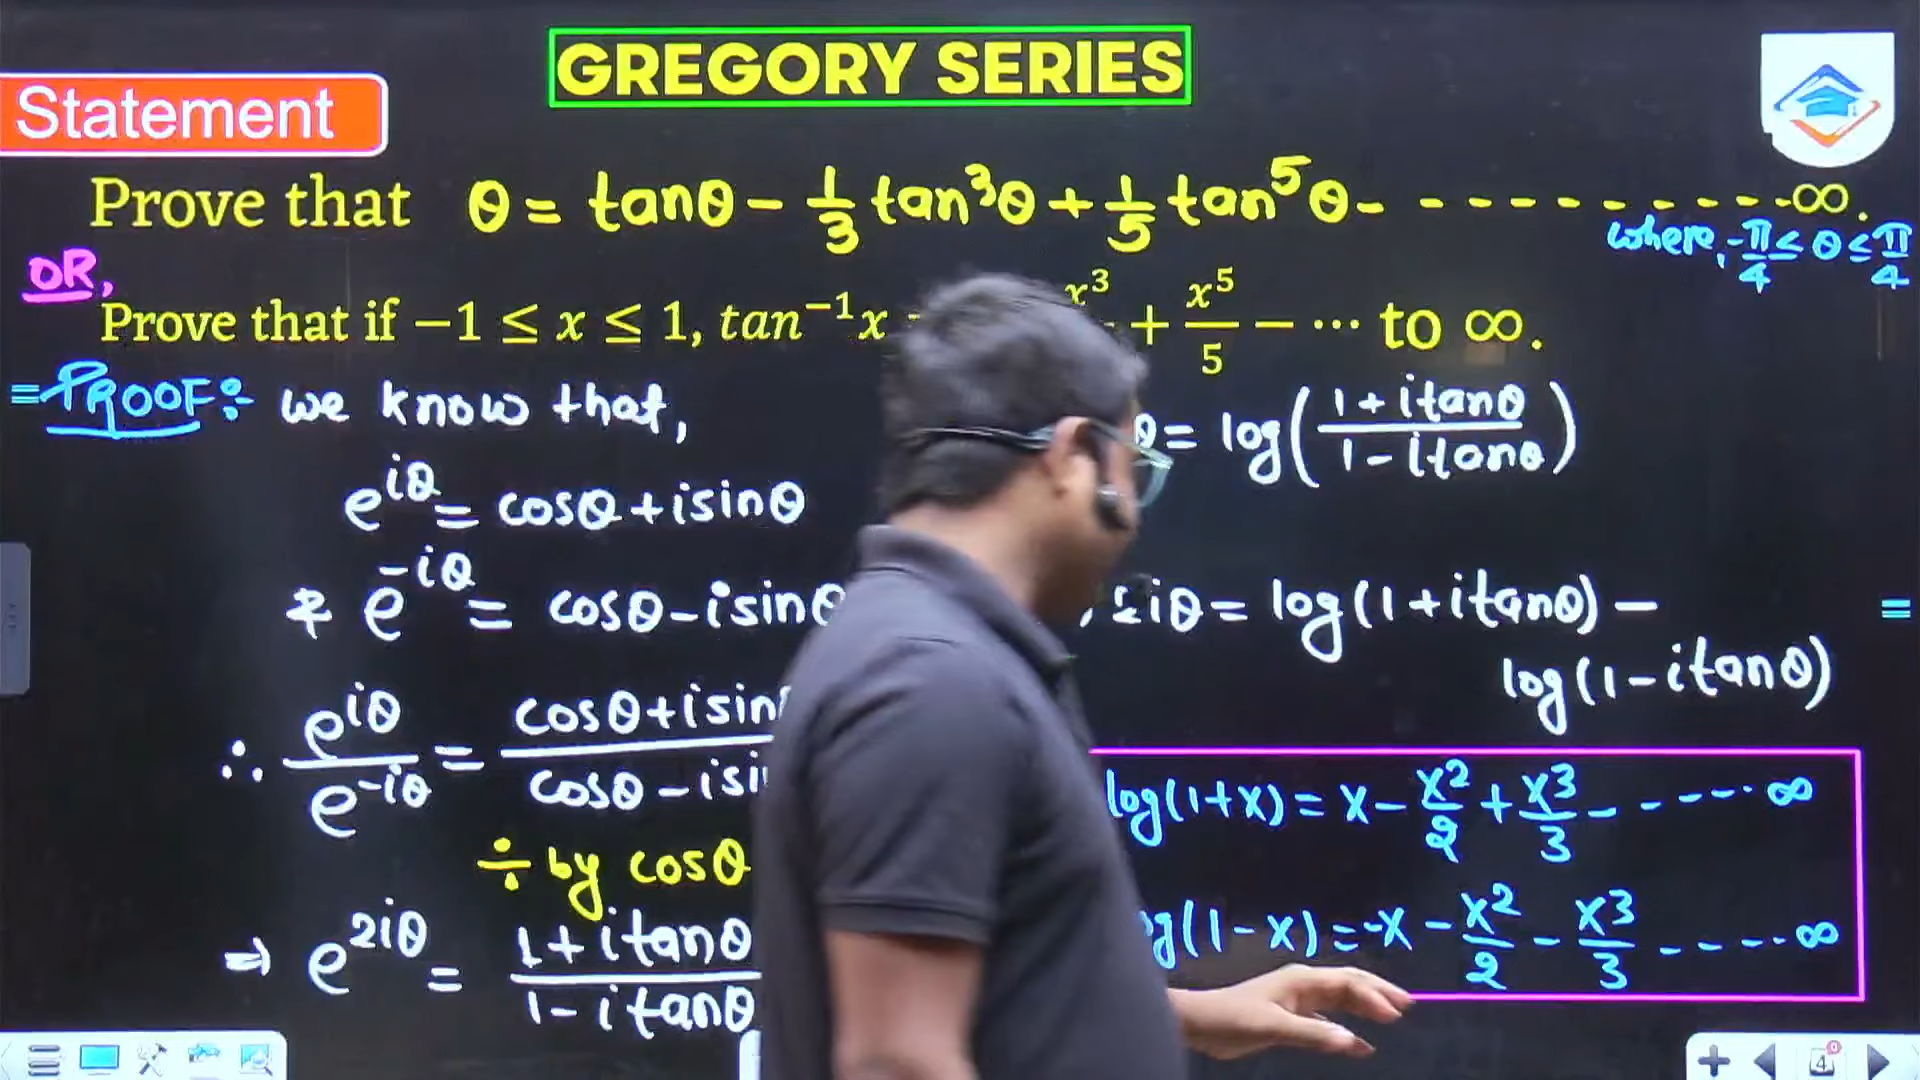 GREGORY SERIES
Statement
Prove that θ = tanθ - 1/3 tan³θ + 1/5 tan⁵θ - - - - - - - - - - - ∞.
where, -π/4 ≤ θ ≤ π/4
OR,
Prove that if −1 ≤ x ≤ 1, tan⁻¹x x³ + x⁵/5 − ⋯ to ∞.
PROOF:- we know that,
e^iθ = cosθ + isinθ
& e^-iθ = cosθ - isinθ
∴ e^iθ/e^-iθ = cosθ + isin / cosθ - isi
÷ by cosθ
⇒ e^2iθ = 1 + itanθ / 1 - itanθ
θ = log(1 + itanθ / 1 - itanθ)
, 2iθ = log(1 + itanθ) -
log(1 - itanθ)
log(1+x) = x - x²/2 + x³/3 - - - - - - ∞
g(1-x) = -x - x²/2 - x³/3 - - - - - ∞
4
0